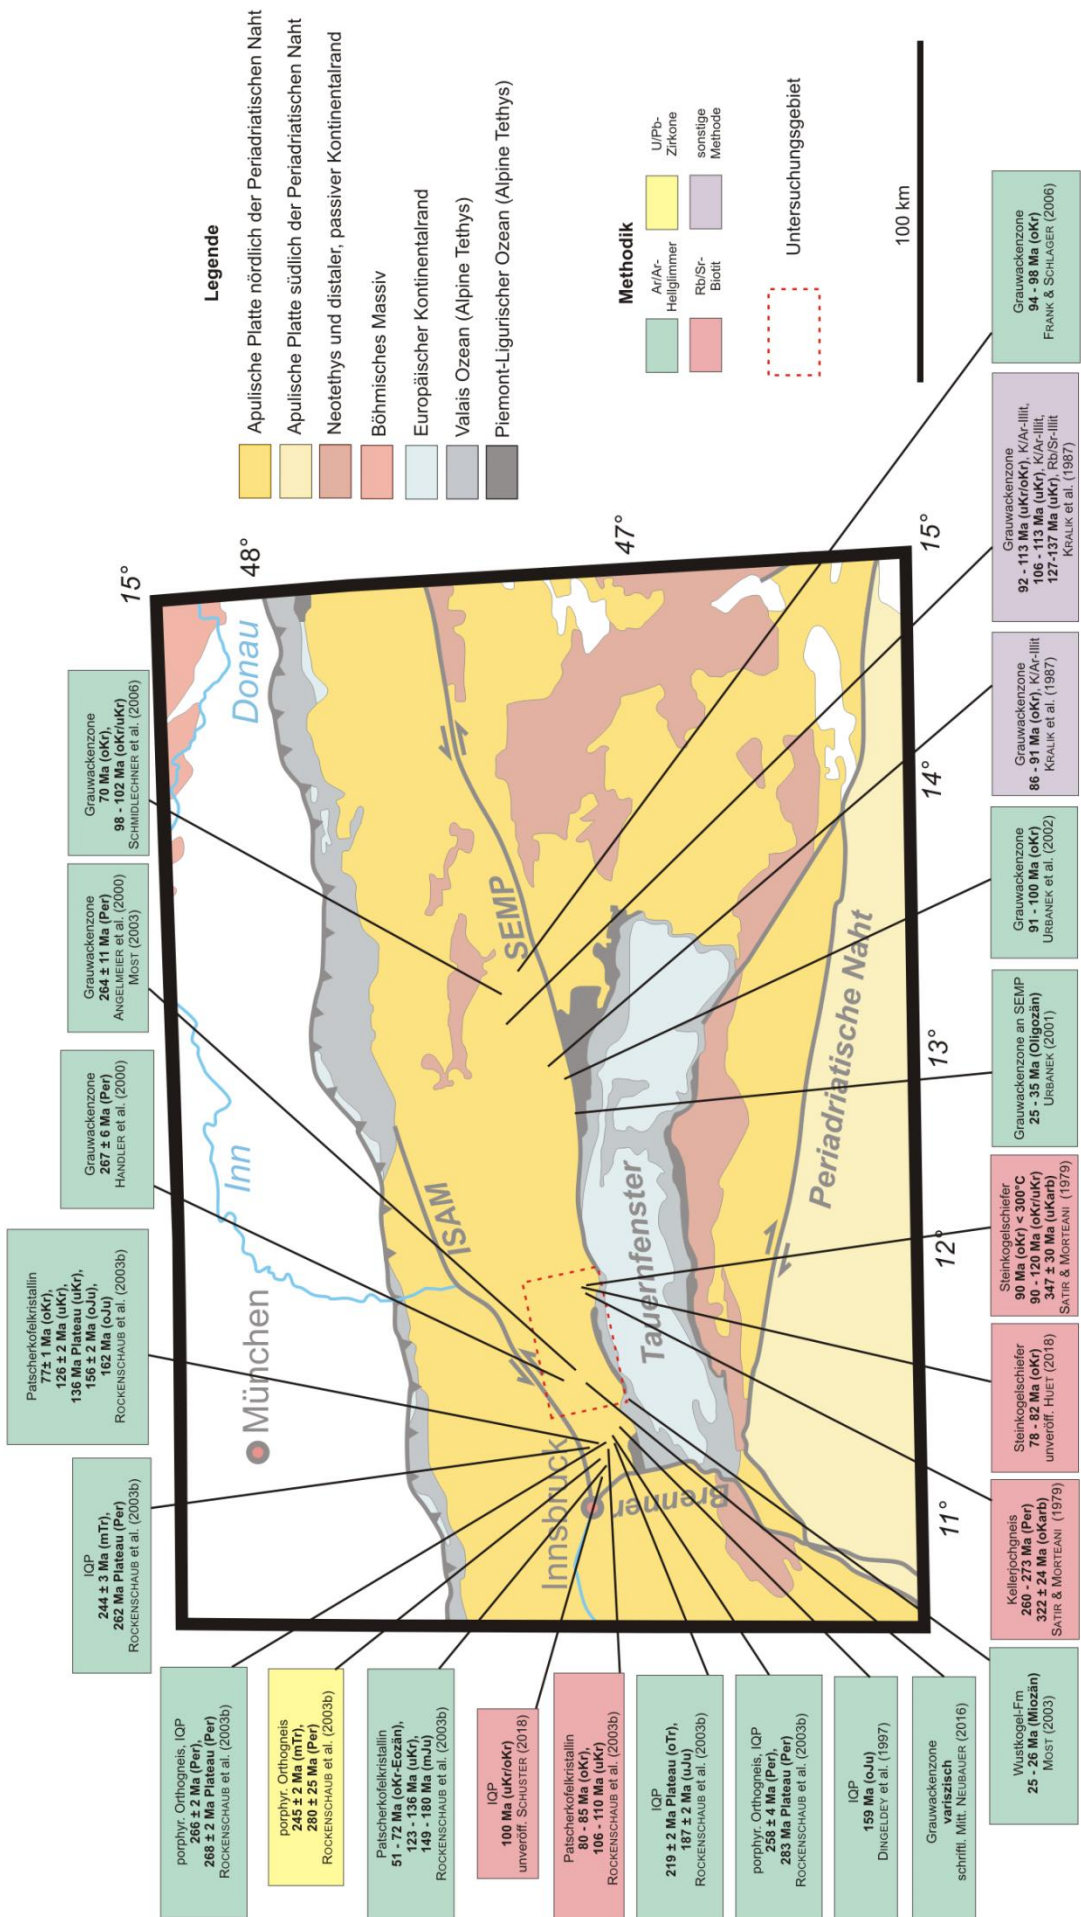 Grauwackenzone
70 Ma (oKr),
98 - 102 Ma (oKr/uKr)
SCHMIDLECHNER et al. (2006)
Grauwackenzone
264 ± 11 Ma (Per)
ANGELMEIER et al. (2000)
MOST (2003)
Grauwackenzone
267 ± 6 Ma (Per)
HANDLER et al. (2000)
Patscherkofelkristallin
77± 1 Ma (oKr),
126 ± 2 Ma (uKr),
136 Ma Plateau (uKr),
156 ± 2 Ma (oJu),
162 Ma (oJu)
ROCKENSCHAUB et al. (2003b)
IQP
244 ± 3 Ma (mTr)
262 Ma Plateau (Per)
ROCKENSCHAUB et al. (2003b)
porphyr. Orthogneis, IQP
266 ± 2 Ma (Per),
268 ± 2 Ma Plateau (Per)
ROCKENSCHAUB et al. (2003b)
porphyr. Orthogneis
245 ± 2 Ma (mTr),
280 ± 25 Ma (Per)
ROCKENSCHAUB et al. (2003b)
Patscherkofelkristallin
51 - 72 Ma (oKr-Eozän),
123 - 136 Ma (uKr),
149 - 180 Ma (mJu)
ROCKENSCHAUB et al. (2003b)
IQP
100 Ma (uKr/oKr)
unveröff. SCHUSTER (2018)
Patscherkofelkristallin
80 - 85 Ma (oKr),
106 - 110 Ma (uKr)
ROCKENSCHAUB et al. (2003b)
IQP
219 ± 2 Ma Plateau (oTr),
187 ± 2 Ma (uJu)
ROCKENSCHAUB et al. (2003b)
porphyr. Orthogneis, IQP
258 ± 4 Ma (Per),
283 Ma Plateau (Per)
ROCKENSCHAUB et al. (2003b)
IQP
159 Ma (oJu)
DINGELDEY et al. (1997)
Grauwackenzone
variszisch
schriftl. Mitt. NEUBAUER (2016)
Wustkogel-Fm
25 - 26 Ma (Miozän)
MOST (2003)
Kellerjochgneis
260 - 273 Ma (Per)
322 ± 24 Ma (oKarb)
SATIR & MORTEANI (1979)
Steinkogelschiefer
78 - 82 Ma (oKr)
unveröff. HUET (2018)
Steinkogelschiefer
90 Ma (oKr) < 300°C
90 - 120 Ma (oKr/uKr)
347 ± 30 Ma (uKarb)
SATIR & MORTEANI (1979)
Grauwackenzone an SEMP
25 - 35 Ma (Oligozän)
URBANEK (2001)
Grauwackenzone
91 - 100 Ma (oKr)
URBANEK et al. (2002)
Grauwackenzone
86 - 91 Ma (oKr), K/Ar-Illit
KRALIK et al. (1987)
Grauwackenzone
92 - 113 Ma (uKr/oKr), K/Ar-Illit,
106 - 113 Ma (uKr), K/Ar-Illit,
127-137 Ma (uKr), Rb/Sr-Illit
KRALIK et al. (1987)
Grauwackenzone
94 - 98 Ma (oKr)
FRANK & SCHLAGER (2006)
15°
48°
47°
15°
14°
13°
12°
11°
München
Inn
Donau
ISAM
SEMP
Innsbruck
Brenner
Tauernfenster
Periadriatische Naht
Legende
Apulische Platte nördlich der Periadriatischen Naht
Apulische Platte südlich der Periadriatischen Naht
Neotethys und distaler, passiver Kontinentalrand
Böhmisches Massiv
Europäischer Kontinentalrand
Valais Ozean (Alpine Tethys)
Piemont-Ligurischer Ozean (Alpine Tethys)
Methodik
Ar/Ar-
Hellglimmer
U/Pb-
Zirkone
Rb/Sr-
Biotit
sonstige
Methode
Untersuchungsgebiet
100 km